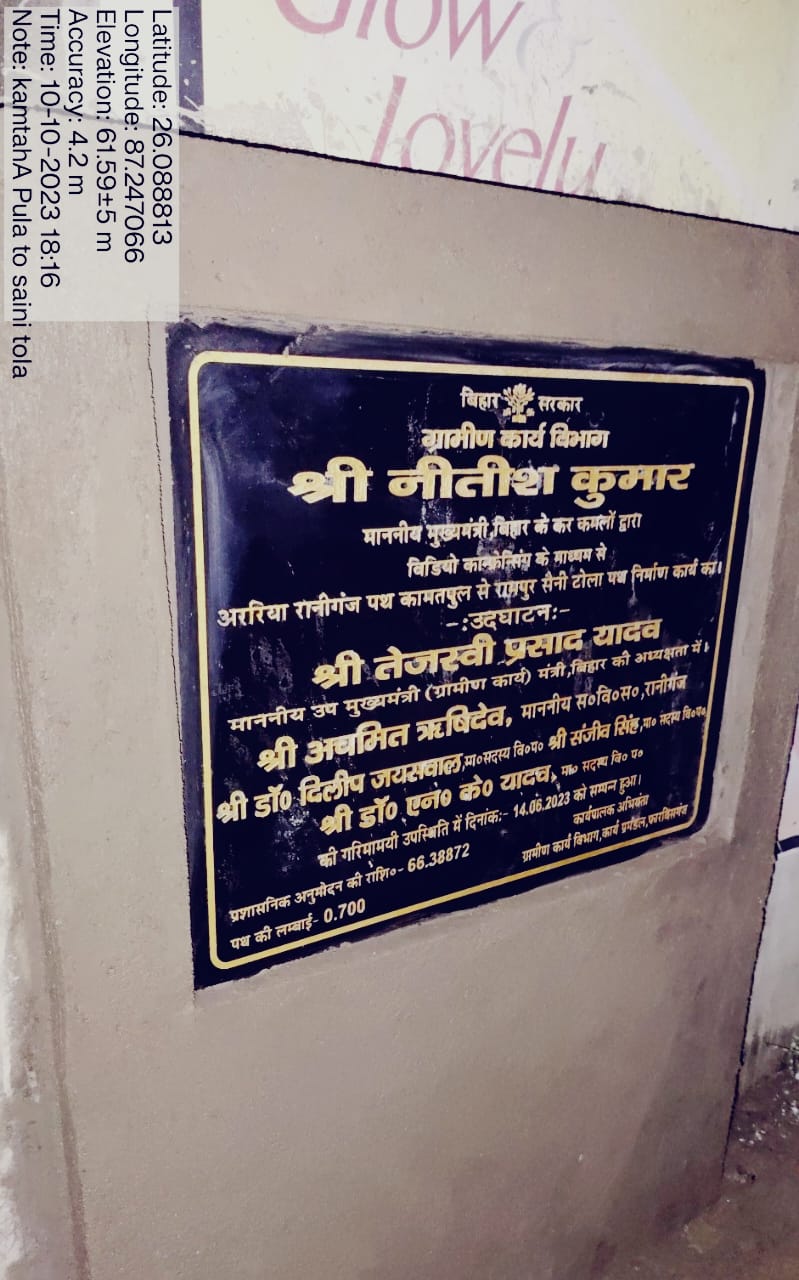 Latitude: 26.088813
Longitude: 87.247066
Elevation: 61.59±5 m
Accuracy: 4.2 m
Time: 10-10-2023 18:16
Note: kamtahA Pula to saini tola
Glow &
Lovely
बिहार सरकार
ग्रामीण कार्य विभाग
श्री नीतीश कुमार
माननीय मुख्यमंत्री,बिहार के कर कमलों द्वारा
विडियो कान्फ्रेन्सिंग के माध्यम से
अररिया रानीगंज पथ कामतपुल से रामपुर सैनी टोला पथ निर्माण कार्य का।
-:उद्घाटन:-
श्री तेजस्वी प्रसाद यादव
माननीय उप मुख्यमंत्री (ग्रामीण कार्य) मंत्री,बिहार की अध्यक्षता में।
श्री अचमित ऋषिदेव, माननीय स०वि०स०,रानीगंज
श्री डॉ० दिलीप जयसवाल,मा०सदस्य वि०प० श्री संजीव सिंह,मा० सदस्य वि०प०
श्री डॉ० एन० के० यादव, मा० सदस्य वि० प०
की गरिमामयी उपस्थिति में दिनांक:- 14.06.2023 को सम्पन्न हुआ।
कार्यपालक अभियंता
प्रशासनिक अनुमोदन की राशि०- 66.38872
ग्रामीण कार्य विभाग,कार्य प्रमंडल,फारबिसगंज
पथ की लम्बाई- 0.700